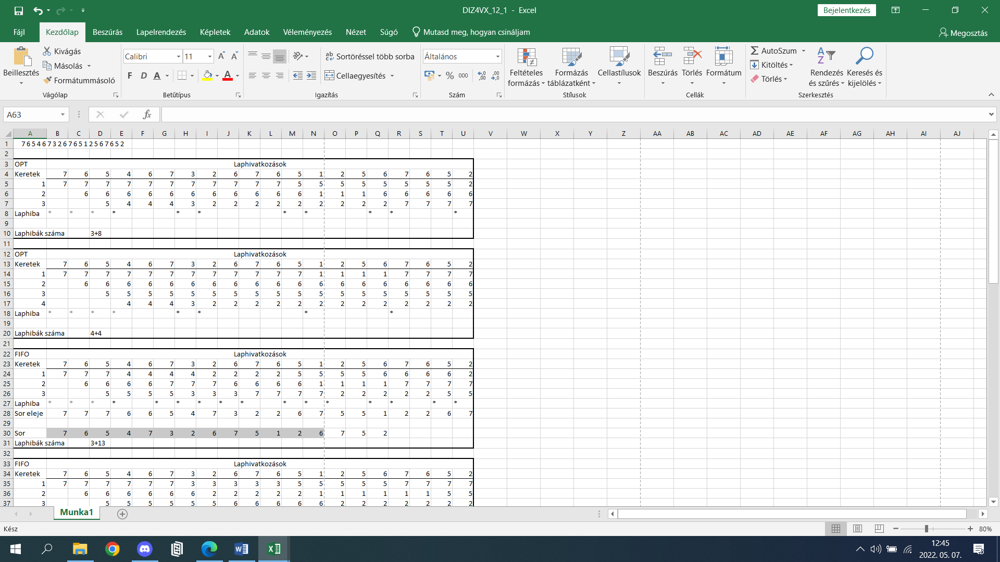 DIZ4VX_12_1 - Excel
Bejelentkezés
Fájl Kezdőlap Beszúrás Lapelrendezés Képletek Adatok Véleményezés Nézet Súgó Mutasd meg, hogyan csináljam Megosztás
Beillesztés
Kivágás
Másolás
Formátummásoló
Vágólap
Calibri 11
F D A A
Betűtípus
Sortöréssel több sorba
Cellaegyesítés
Igazítás
Általános
% 000
Szám
Feltételes formázás
Formázás táblázatként
Cellastílusok
Stílusok
Beszúrás Törlés Formátum
Cellák
AutoSzum
Kitöltés
Törlés
Rendezés és szűrés
Keresés és kijelölés
Szerkesztés
A63 fx
A B C D E F G H I J K L M N O P Q R S T U V W X Y Z AA AB AC AD AE AF AG AH AI AJ
1 7 6 5 4 6 7 3 2 6 7 6 5 1 2 5 6 7 6 5 2
2
3 OPT Laphivatkozások
4 Keretek 7 6 5 4 6 7 3 2 6 7 6 5 1 2 5 6 7 6 5 2
5 1 7 7 7 7 7 7 7 7 7 7 7 5 5 5 5 5 5 5 5 2
6 2 6 6 6 6 6 6 6 6 6 6 6 1 1 1 6 6 6 6 6
7 3 5 4 4 4 3 2 2 2 2 2 2 2 2 2 7 7 7 7
8 Laphiba * * * * * * * * * * *
9
10 Laphibák száma 3+8
11
12 OPT Laphivatkozások
13 Keretek 7 6 5 4 6 7 3 2 6 7 6 5 1 2 5 6 7 6 5 2
14 1 7 7 7 7 7 7 7 7 7 7 7 7 1 1 1 1 7 7 7 7
15 2 6 6 6 6 6 6 6 6 6 6 6 6 6 6 6 6 6 6 6
16 3 5 5 5 5 5 5 5 5 5 5 5 5 5 5 5 5 5 5
17 4 4 4 4 3 2 2 2 2 2 2 2 2 2 2 2 2 2
18 Laphiba * * * * * * * *
19
20 Laphibák száma 4+4
21
22 FIFO Laphivatkozások
23 Keretek 7 6 5 4 6 7 3 2 6 7 6 5 1 2 5 6 7 6 5 2
24 1 7 7 7 4 4 4 4 2 2 2 2 5 5 5 5 6 6 6 6 2
25 2 6 6 6 6 7 7 7 6 6 6 6 1 1 1 1 7 7 7 7
26 3 5 5 5 5 3 3 3 7 7 7 7 2 2 2 2 2 5 5
27 Laphiba * * * * * * * * * * * * * * * *
28 Sor eleje 7 7 7 6 6 5 4 7 3 2 2 6 7 5 5 1 2 2 6 7
29
30 Sor 7 6 5 4 7 3 2 6 7 5 1 2 6 7 5 2
31 Laphibák száma 3+13
32
33 FIFO Laphivatkozások
34 Keretek 7 6 5 4 6 7 3 2 6 7 6 5 1 2 5 6 7 6 5 2
35 1 7 7 7 7 7 7 3 3 3 3 3 5 5 5 5 5 7 7 7 7
36 2 6 6 6 6 6 6 2 2 2 2 2 1 1 1 1 1 1 5 5
37 3 5 5 5 5 5 5 6 6 6 6 6 2 2 2 2 2 2 2
Munka1
Kész 80%
12:45
2022. 05. 07.